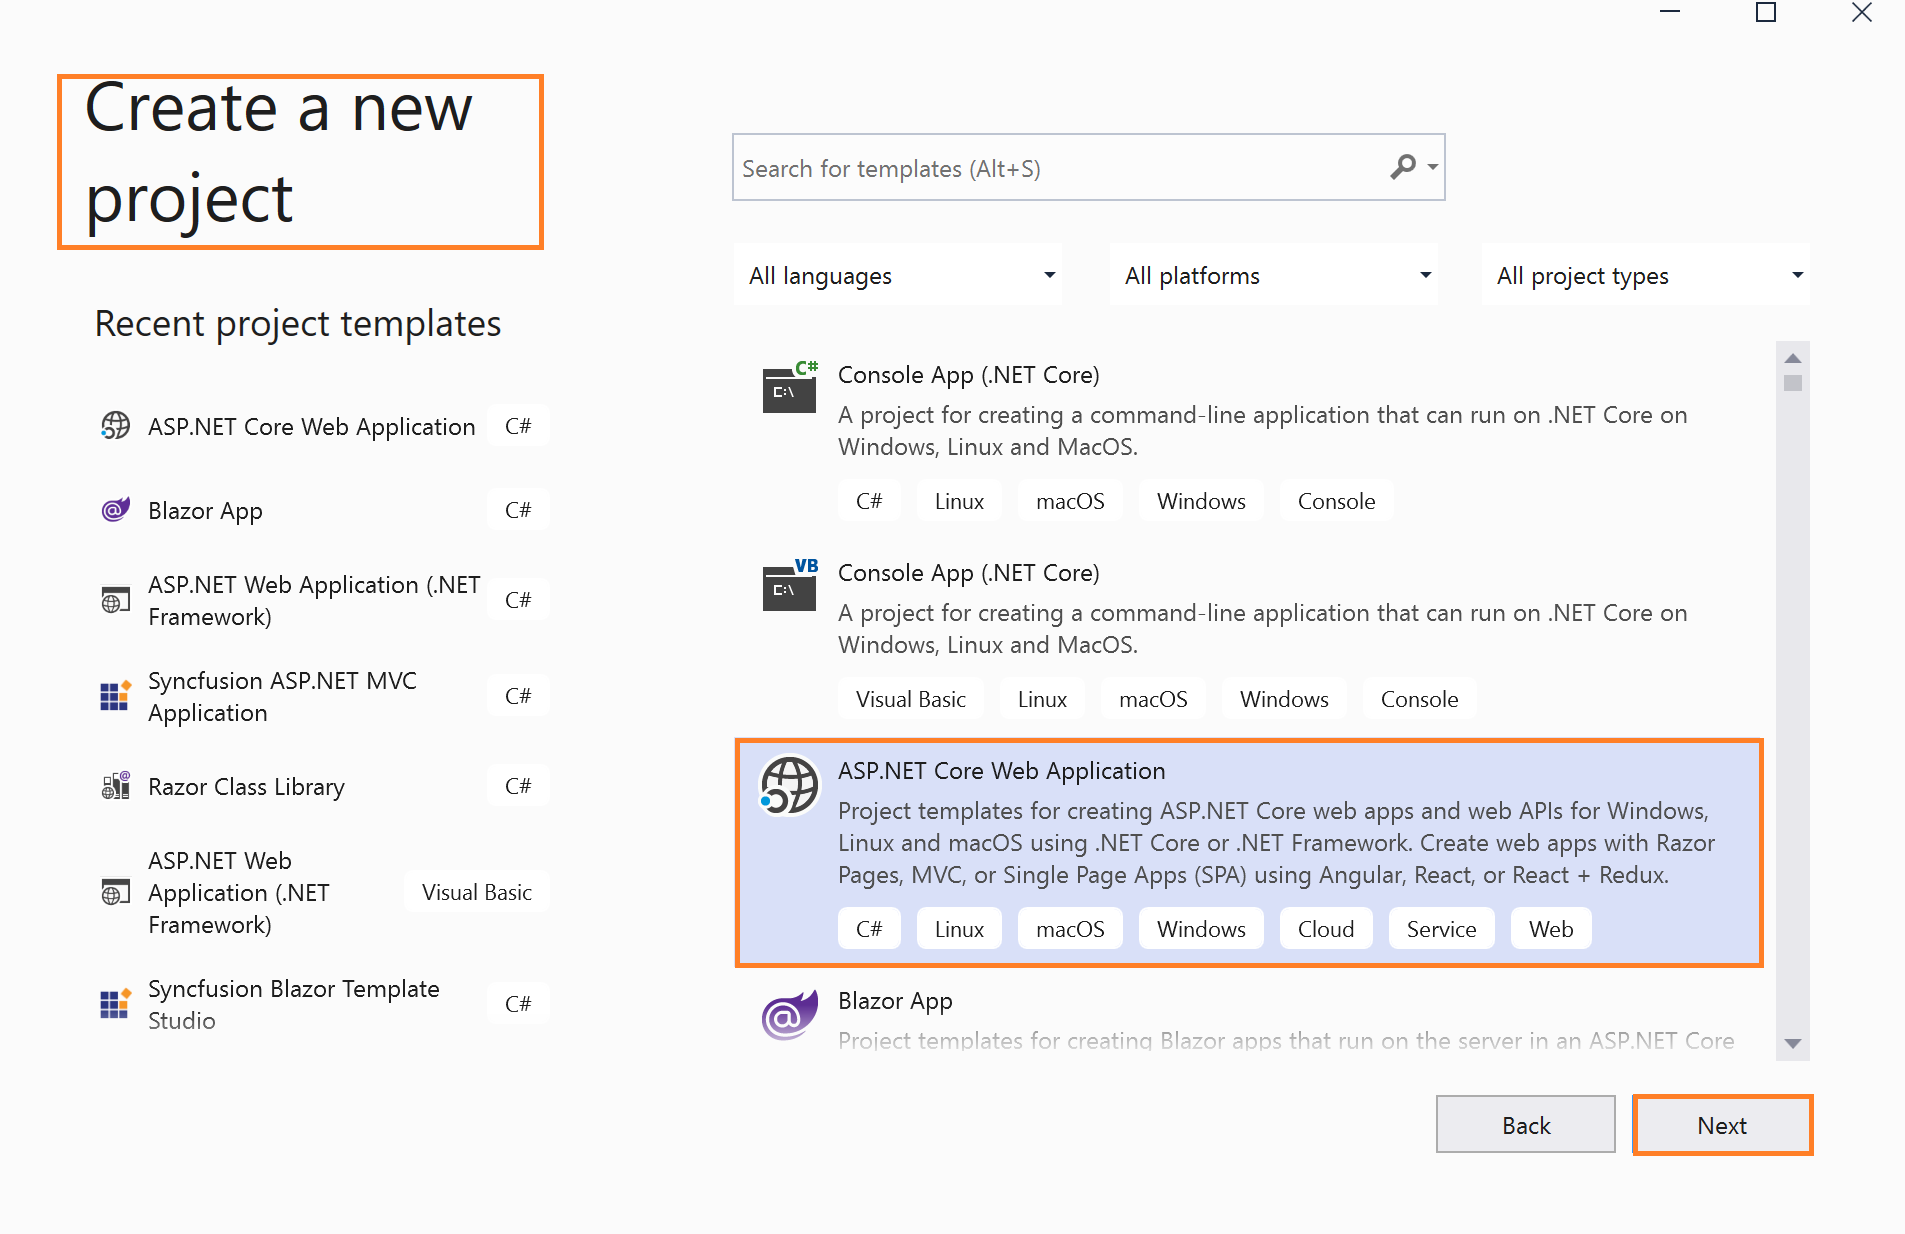 Create a new
project
Recent project templates
ASP.NET Core Web Application C#
Blazor App C#
ASP.NET Web Application (.NET
Framework) C#
Syncfusion ASP.NET MVC
Application C#
Razor Class Library C#
ASP.NET Web
Application (.NET
Framework) Visual Basic
Syncfusion Blazor Template
Studio C#
Search for templates (Alt+S)
All languages All platforms All project types
C#
C:\
Console App (.NET Core)
A project for creating a command-line application that can run on .NET Core on
Windows, Linux and MacOS.
C# Linux macOS Windows Console
VB
C:\
Console App (.NET Core)
A project for creating a command-line application that can run on .NET Core on
Windows, Linux and MacOS.
Visual Basic Linux macOS Windows Console
ASP.NET Core Web Application
Project templates for creating ASP.NET Core web apps and web APIs for Windows,
Linux and macOS using .NET Core or .NET Framework. Create web apps with Razor
Pages, MVC, or Single Page Apps (SPA) using Angular, React, or React + Redux.
C# Linux macOS Windows Cloud Service Web
Blazor App
Project templates for creating Blazor apps that run on the server in an ASP.NET Core
Back Next